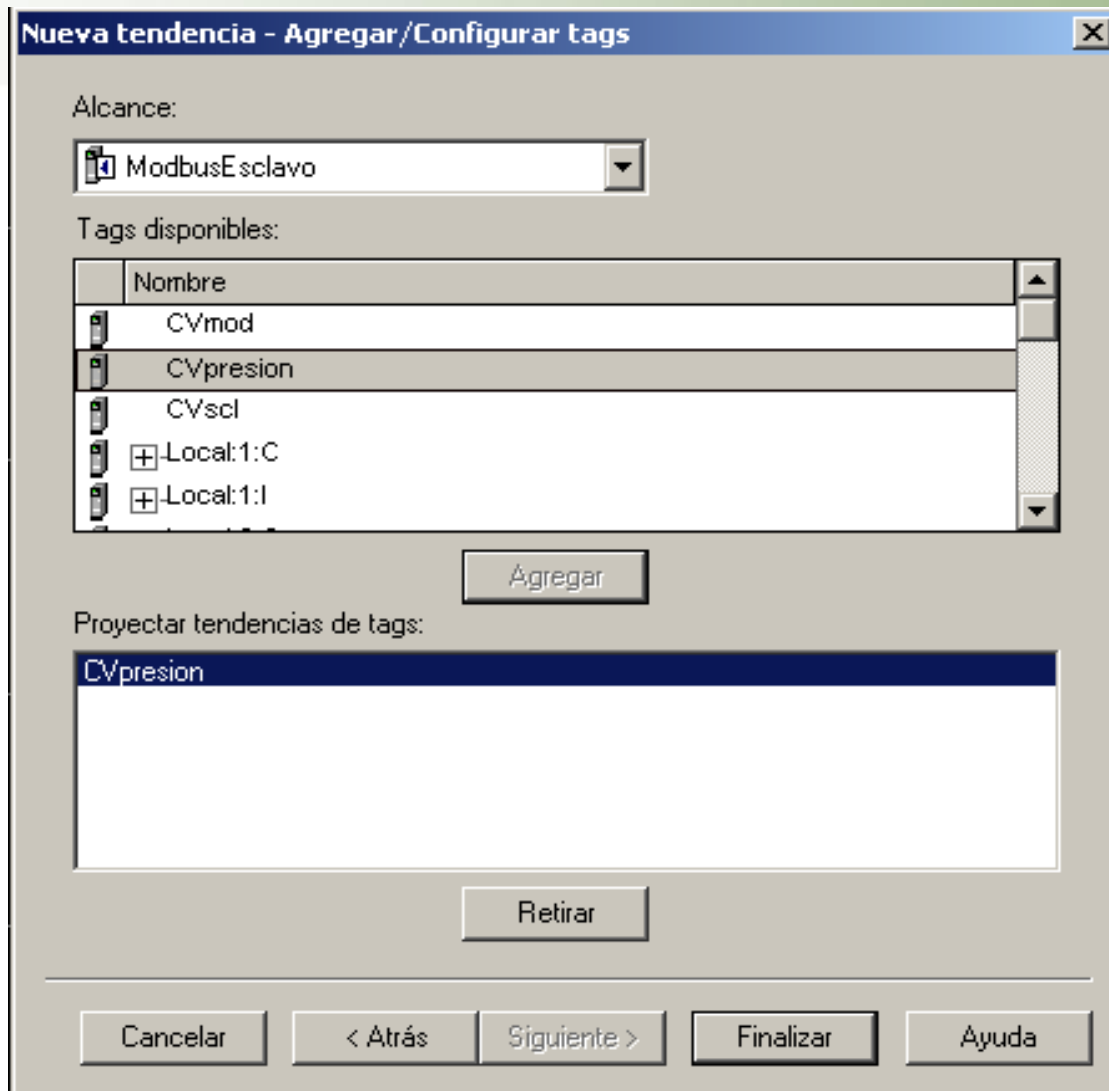 Nueva tendencia - Agregar/Configurar tags
Alcance:
ModbusEsclavo
Tags disponibles:
Nombre
CVmod
CVpresion
CVscl
Local:1:C
Local:1:I
Agregar
Proyectar tendencias de tags:
CVpresion
Retirar
Cancelar
< Atrás
Siguiente >
Finalizar
Ayuda